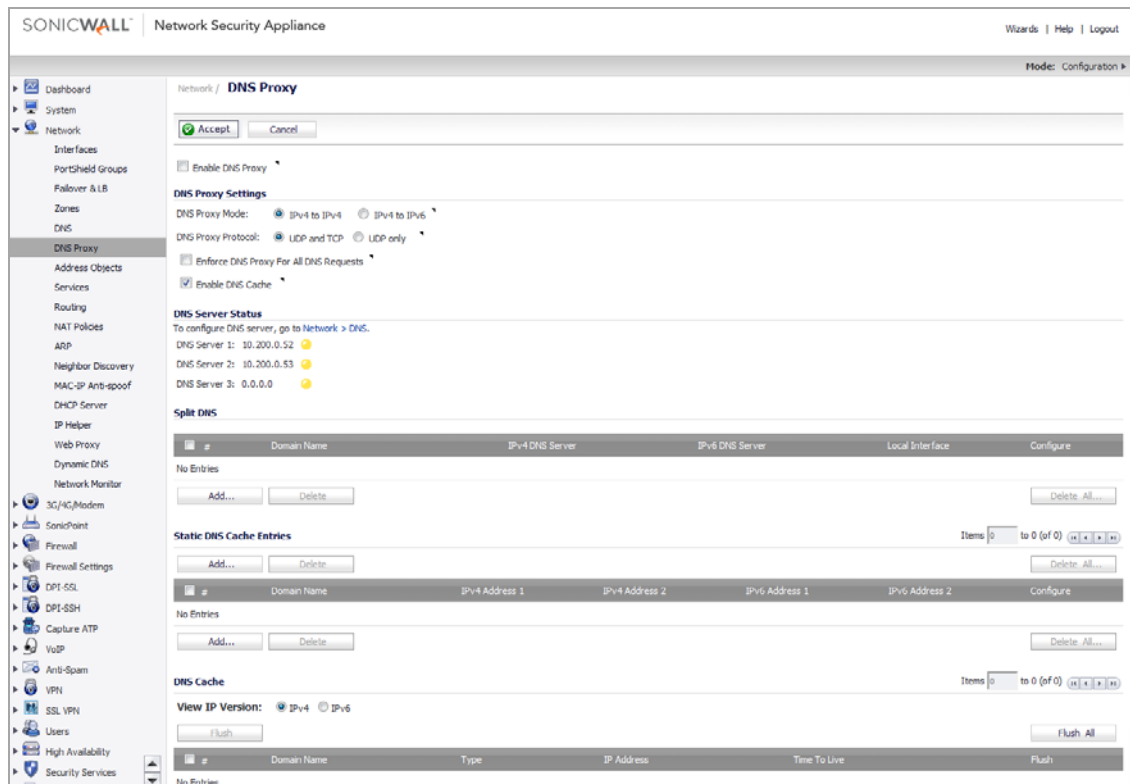 SONICWALL Network Security Appliance
Wizards | Help | Logout
Mode: Configuration
Dashboard
System
Network
Interfaces
PortShield Groups
Failover & LB
Zones
DNS
DNS Proxy
Address Objects
Services
Routing
NAT Policies
ARP
Neighbor Discovery
MAC-IP Anti-spoof
DHCP Server
IP Helper
Web Proxy
Dynamic DNS
Network Monitor
3G/4G/Modem
SonicPoint
Firewall
Firewall Settings
DPI-SSL
DPI-SSH
Capture ATP
VoIP
Anti-Spam
VPN
SSL VPN
Users
High Availability
Security Services
Network / DNS Proxy
Accept Cancel
Enable DNS Proxy
DNS Proxy Settings
DNS Proxy Mode: IPv4 to IPv4 IPv4 to IPv6
DNS Proxy Protocol: UDP and TCP UDP only
Enforce DNS Proxy For All DNS Requests
Enable DNS Cache
DNS Server Status
To configure DNS server, go to Network > DNS.
DNS Server 1: 10.200.0.52
DNS Server 2: 10.200.0.53
DNS Server 3: 0.0.0.0
Split DNS
# Domain Name IPv4 DNS Server IPv6 DNS Server Local Interface Configure
No Entries
Add... Delete Delete All...
Static DNS Cache Entries Items 0 to 0 (of 0)
Add... Delete Delete All...
# Domain Name IPv4 Address 1 IPv4 Address 2 IPv6 Address 1 IPv6 Address 2 Configure
No Entries
Add... Delete Delete All...
DNS Cache Items 0 to 0 (of 0)
View IP Version: IPv4 IPv6
Flush Flush All
# Domain Name Type IP Address Time To Live Flush
No Entries